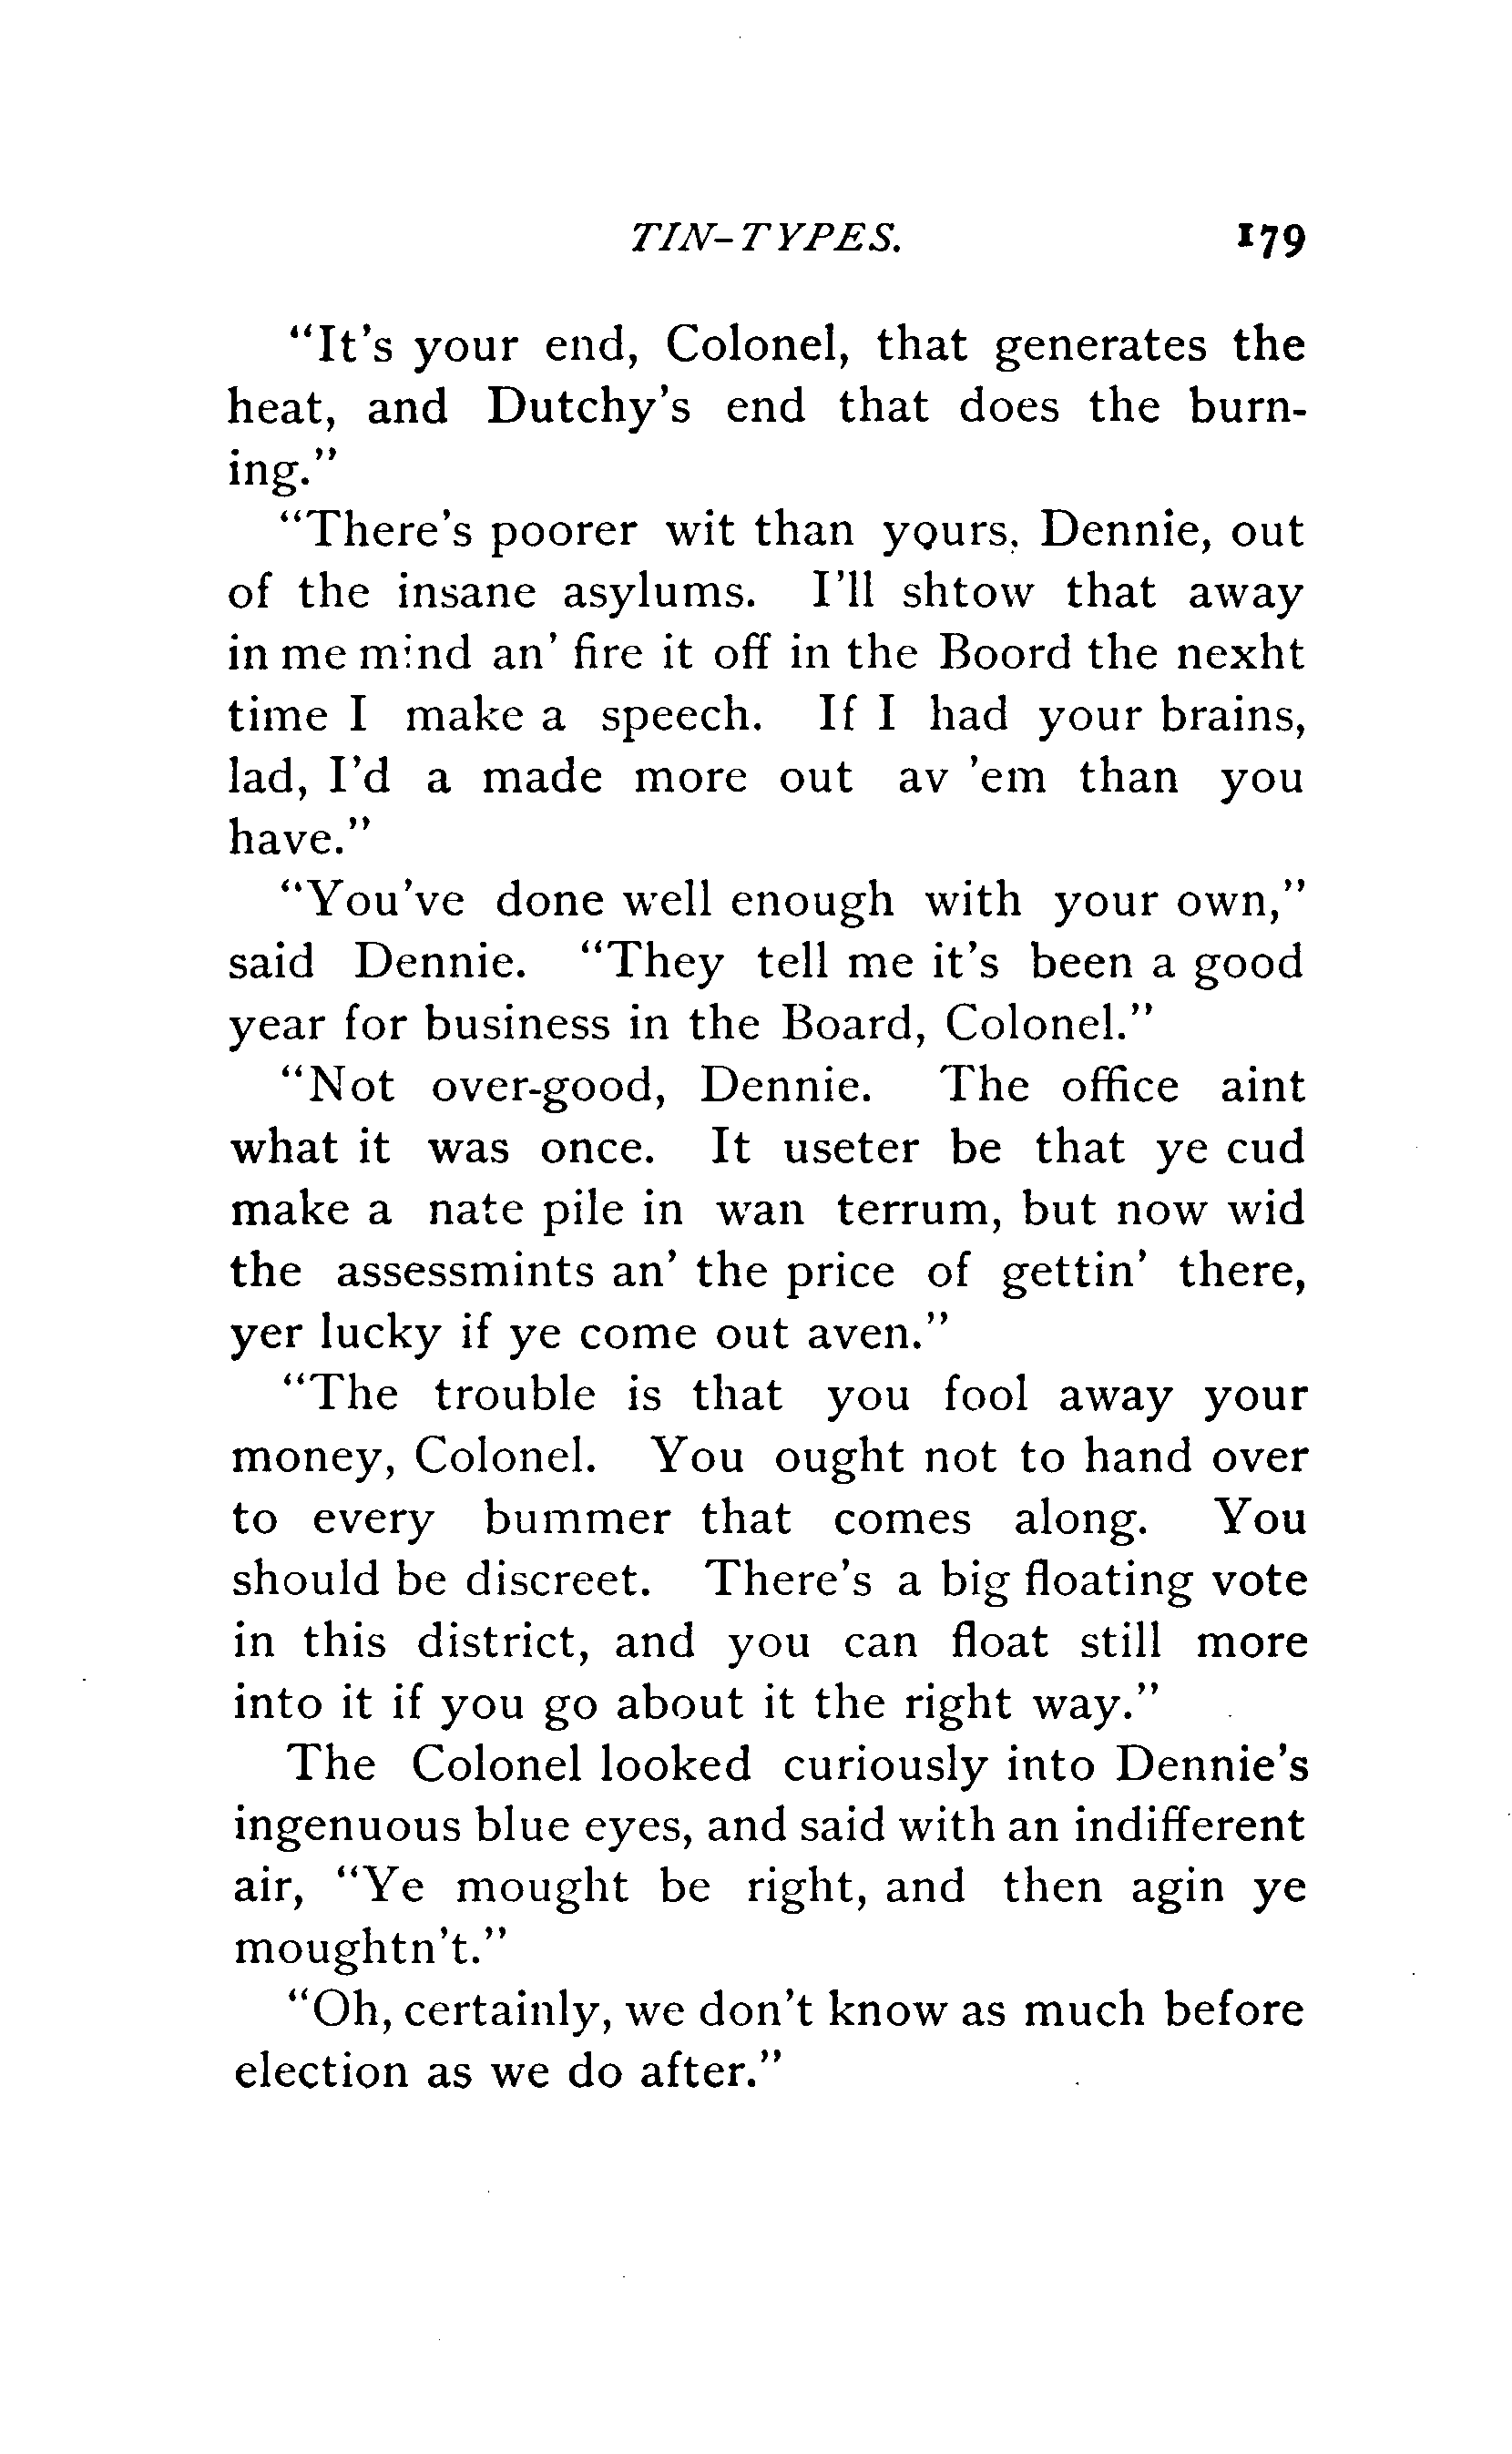 TIN-TYPES. 179
"It's your end, Colonel, that generates the
heat, and Dutchy's end that does the burn-
ing."
"There's poorer wit than yours, Dennie, out
of the insane asylums. I'll shtow that away
in me mind an' fire it off in the Boord the nexht
time I make a speech. If I had your brains,
lad, I'd a made more out av 'em than you
have."
"You've done well enough with your own,"
said Dennie. "They tell me it's been a good
year for business in the Board, Colonel."
"Not over-good, Dennie. The office aint
what it was once. It useter be that ye cud
make a nate pile in wan terrum, but now wid
the assessmints an' the price of gettin' there,
yer lucky if ye come out aven."
"The trouble is that you fool away your
money, Colonel. You ought not to hand over
to every bummer that comes along. You
should be discreet. There's a big floating vote
in this district, and you can float still more
into it if you go about it the right way."
The Colonel looked curiously into Dennie's
ingenuous blue eyes, and said with an indifferent
air, "Ye mought be right, and then agin ye
moughtn't."
"Oh, certainly, we don't know as much before
election as we do after."